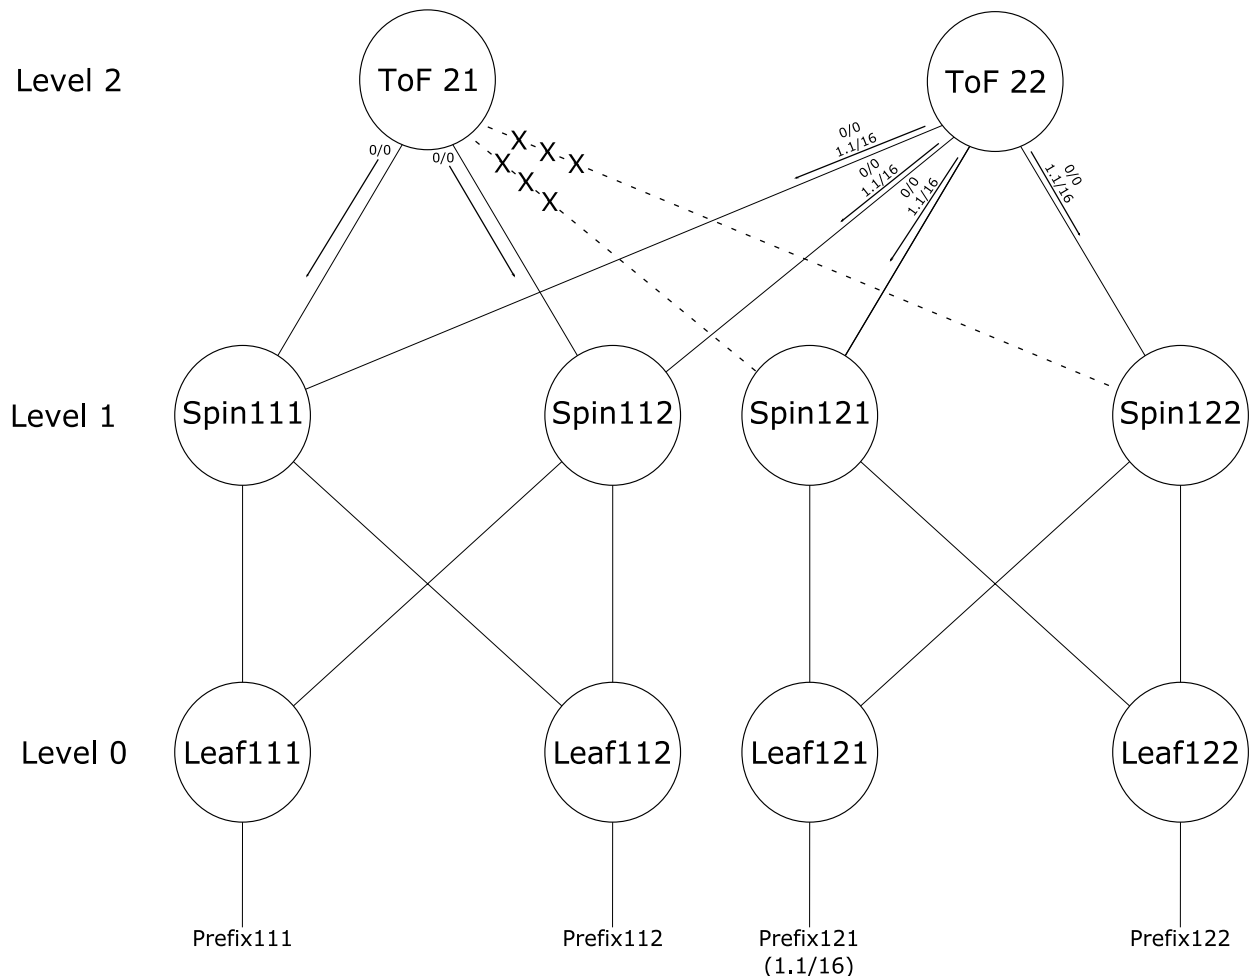 Level 2
ToF 21
ToF 22
0/0
0/0
X X X
X X X
0/0
1.1/16
0/0
1.1/16
0/0
1.1/16
0/0
1.1/16
Level 1
Spin111
Spin112
Spin121
Spin122
Level 0
Leaf111
Leaf112
Leaf121
Leaf122
Prefix111
Prefix112
Prefix121
(1.1/16)
Prefix122